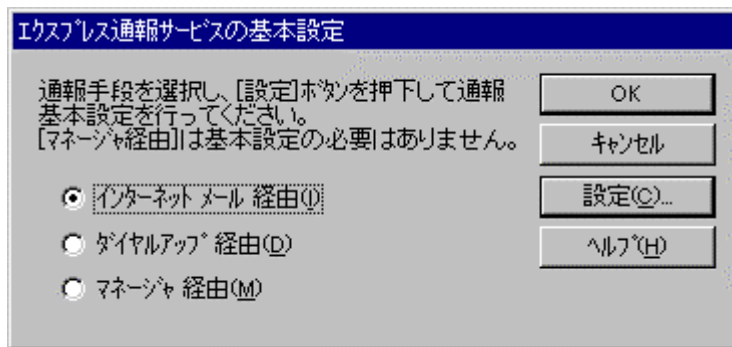 エクスプレス通報サービスの基本設定
通報手段を選択し、[設定]ボタンを押下して通報
基本設定を行ってください。
[マネージャ経由]は基本設定の必要はありません。
インターネット メール 経由(I)
ダイヤルアップ 経由(D)
マネージャ 経由(M)
OK
キャンセル
設定(C)...
ヘルプ(H)